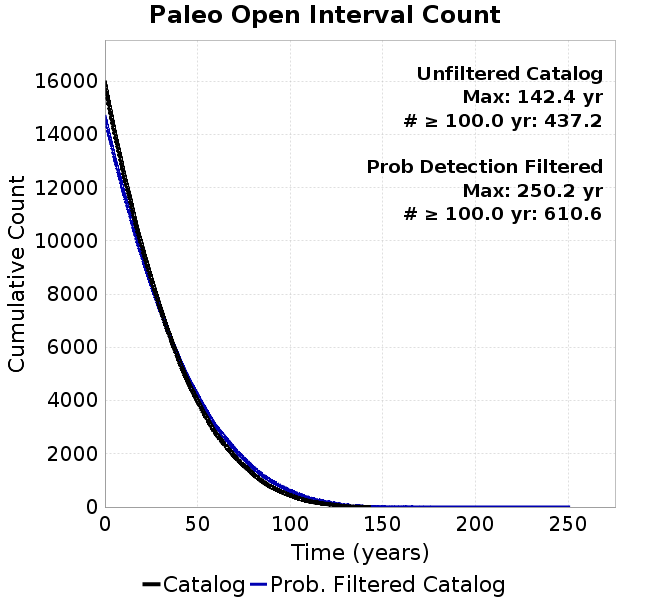 Paleo Open Interval Count
Unfiltered Catalog
Max: 142.4 yr
# ≥ 100.0 yr: 437.2
Prob Detection Filtered
Max: 250.2 yr
# ≥ 100.0 yr: 610.6
Cumulative Count
16000
14000
12000
10000
8000
6000
4000
2000
0
0 50 100 150 200 250
Time (years)
Catalog Prob. Filtered Catalog